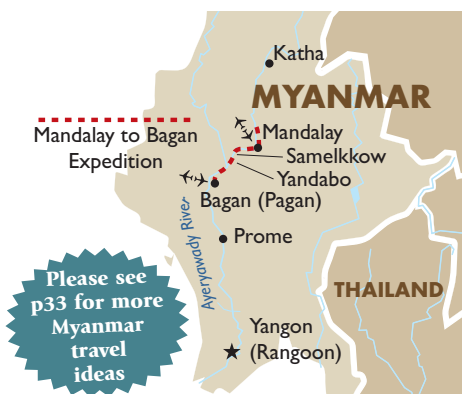 Katha
MYANMAR
Mandalay
Samelkkow
Yandabo
Mandalay to Bagan
Expedition
Bagan (Pagan)
Ayeryawady River
Prome
THAILAND
Yangon
(Rangoon)
Please see
p33 for more
Myanmar
travel
ideas